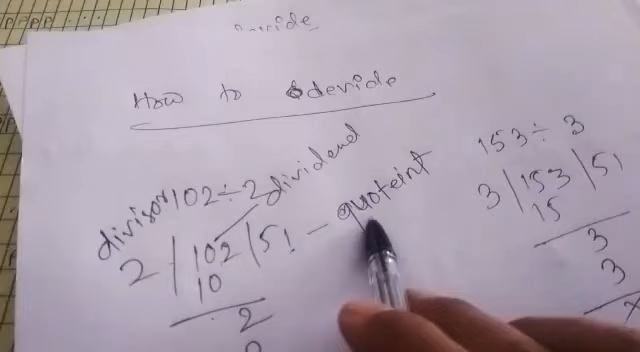 How to devide
divisor 102 ÷ 2 dividend
2 | 102 | 51 - quoteint
10
2
153 ÷ 3
3 | 153 | 51
15
3
3